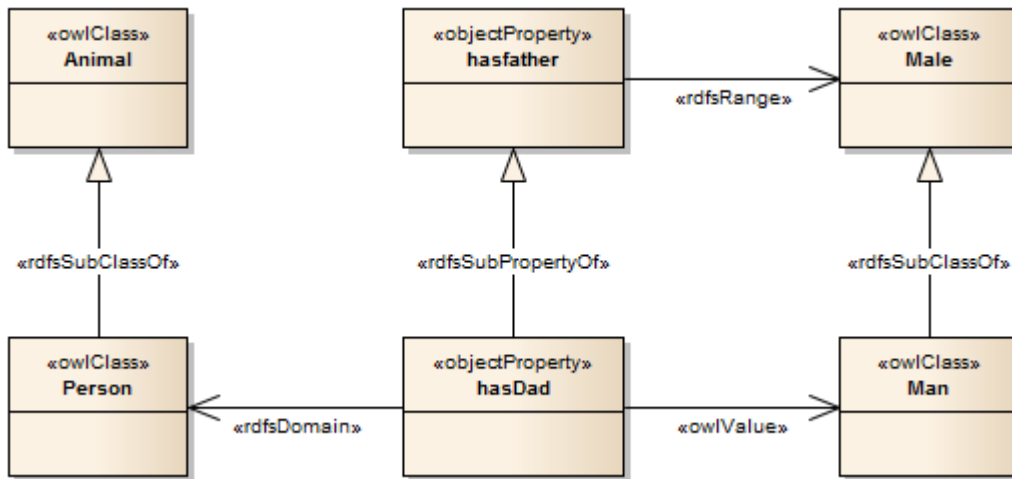 «owlClass»
Animal
«objectProperty»
hasfather
«owlClass»
Male
«rdfsRange»
«rdfsSubClassOf»
«rdfsSubPropertyOf»
«rdfsSubClassOf»
«owlClass»
Person
«objectProperty»
hasDad
«owlClass»
Man
«rdfsDomain»
«owlValue»